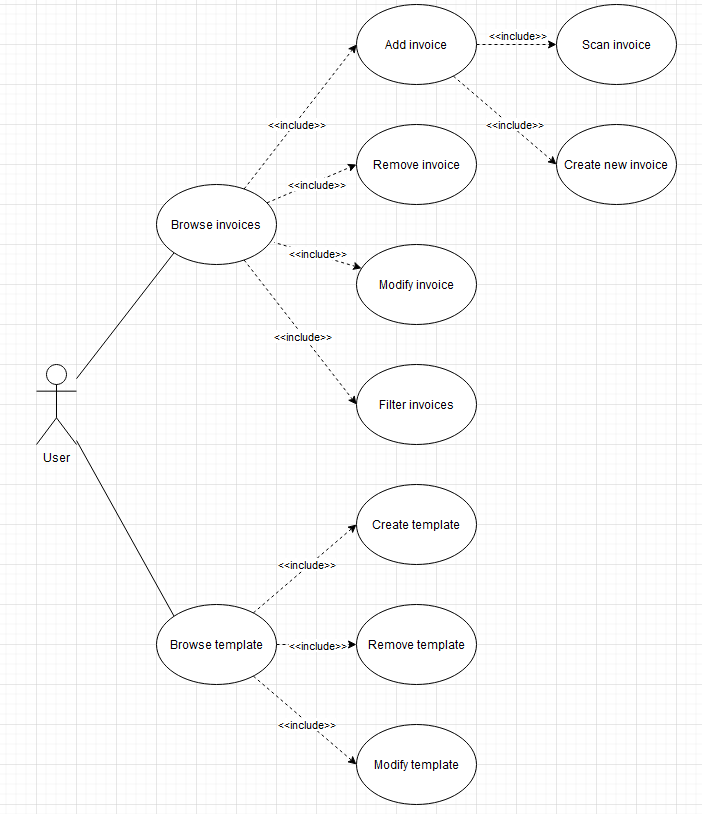 Add invoice
<<include>>
Scan invoice
<<include>>
<<include>>
Remove invoice
Create new invoice
<<include>>
Browse invoices
<<include>>
Modify invoice
<<include>>
Filter invoices
User
Create template
<<include>>
Browse template
<<include>>
Remove template
<<include>>
Modify template